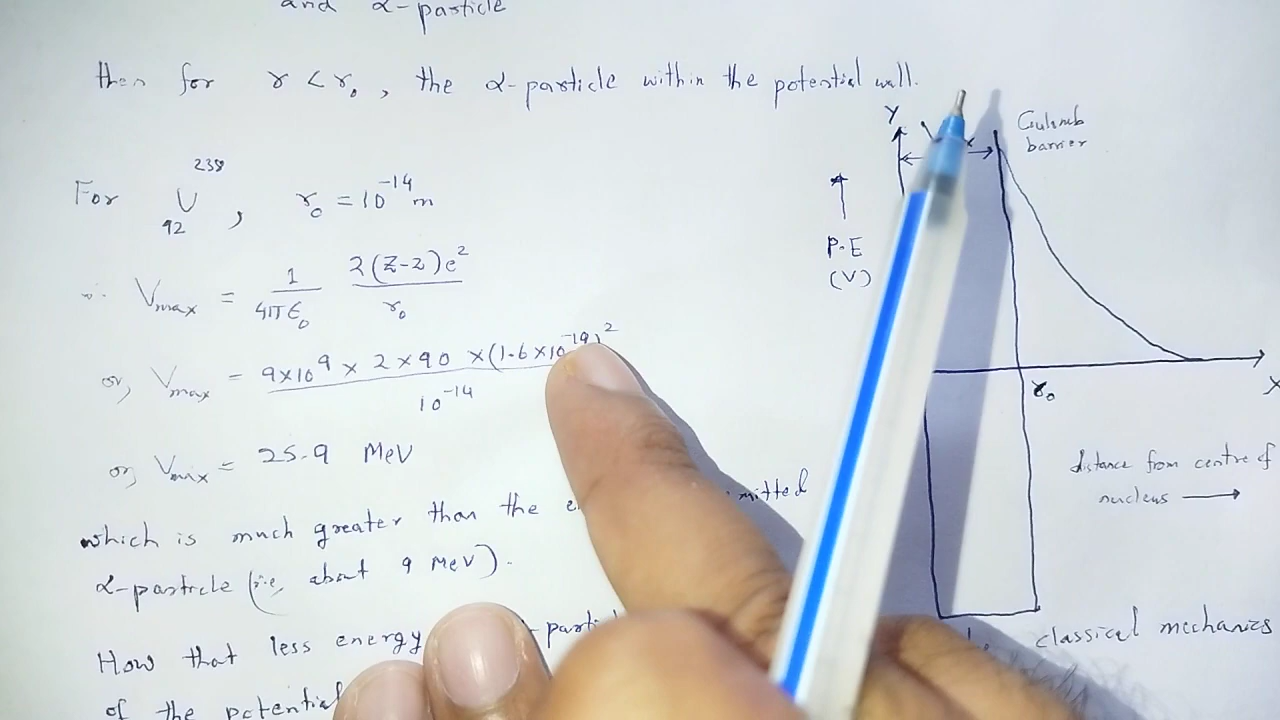 and α-particle
then for r < r₀, the α-particle within the potential wall.
For ₉₂U²³⁸, r₀ = 10⁻¹⁴ m
∴ Vmax = 1/4πϵ₀ 2(Z-2)e²/r₀
or, Vmax = 9×10⁹ × 2×90 ×(1.6×10⁻¹⁹)²/10⁻¹⁴
or, Vmax = 25.9 MeV
which is much greater than the mitted
α-particle (i.e, about 9 MeV).
How that less energy classical mechanics
of the potential
Y
Coulomb
barrier
P.E
(V)
r₀
X
distance from centre of
nucleus →